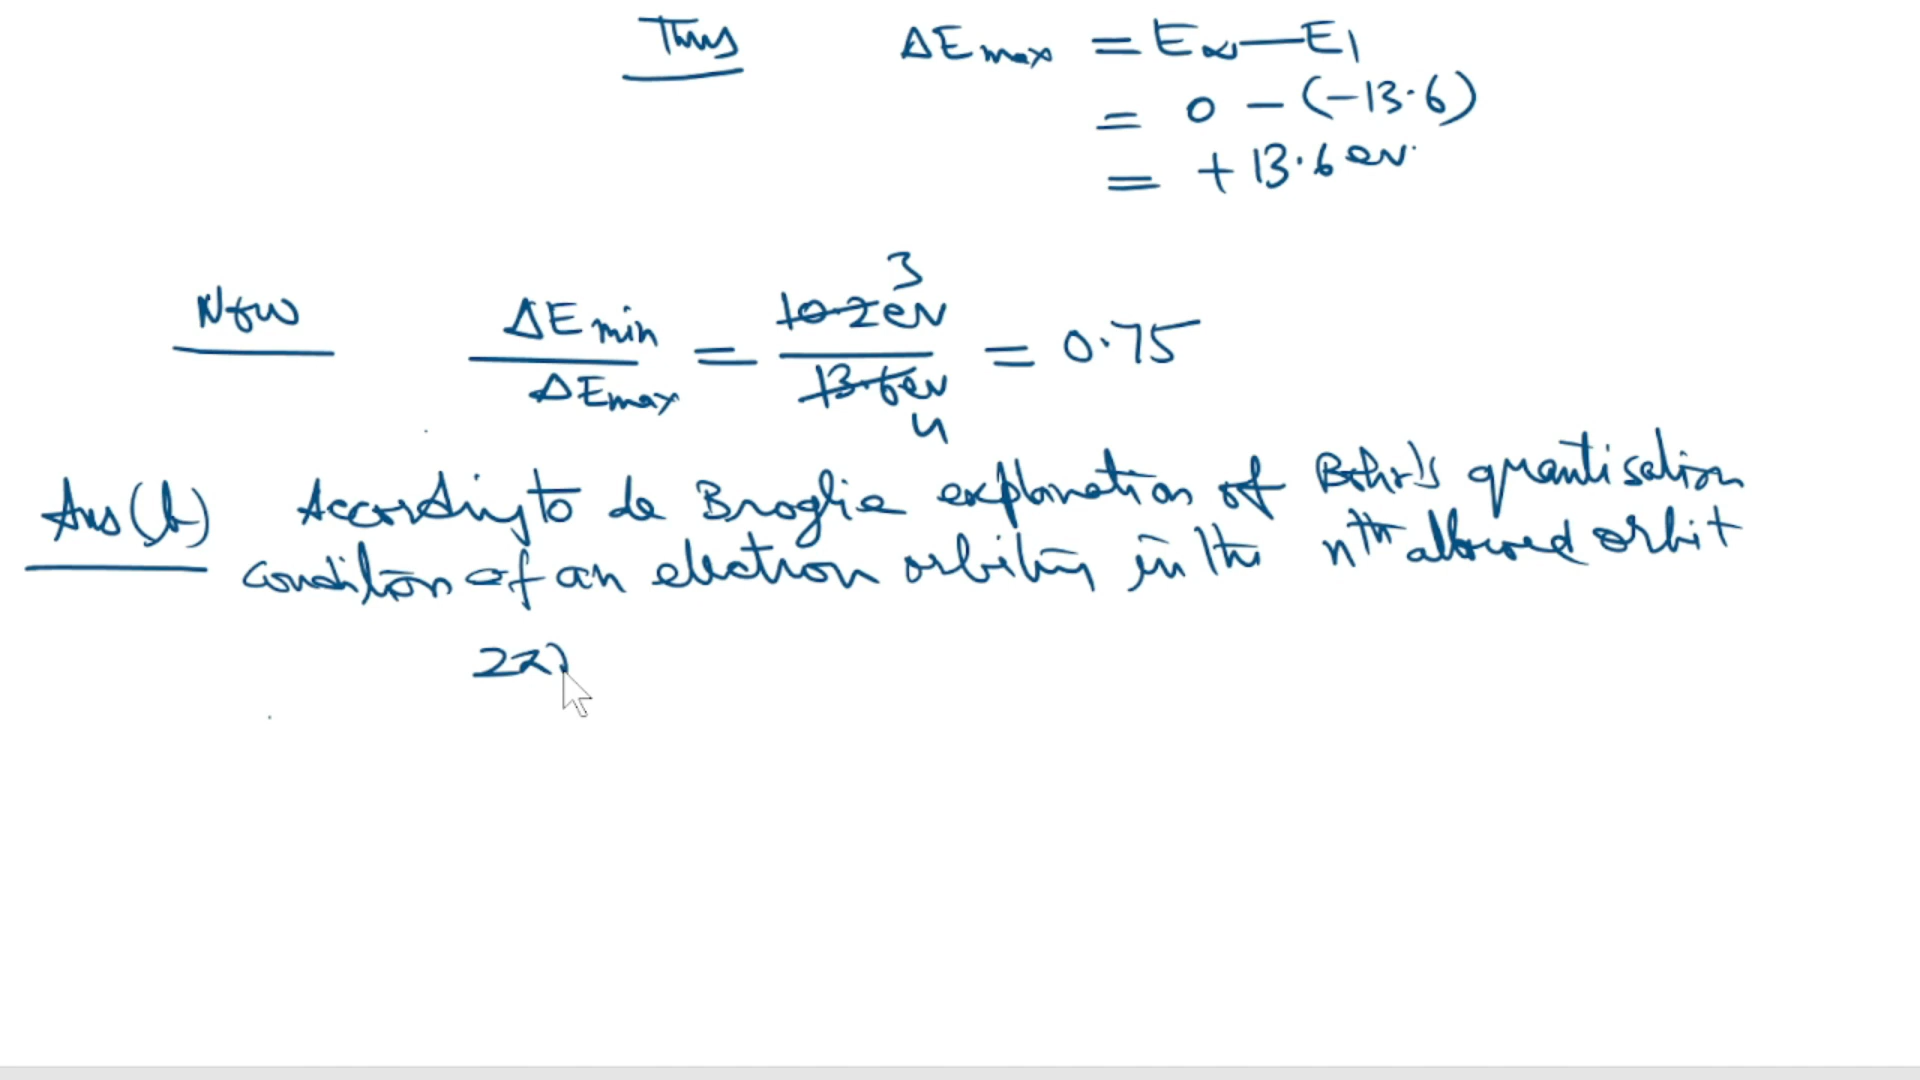 Thus ΔEmax = E∞ — E1
= 0 - (-13.6)
= +13.6 ev.
Now ΔEmin / ΔEmax = 10.2 ev / 13.6 ev = 0.75
3
4
Ans(b) According to de Broglie explanation of Bohr's quantisation
condition of an electron orbiting in the nth allowed orbit
2π